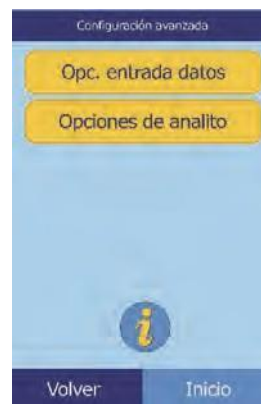 Configuración avanzada
Opc. entrada datos
Opciones de analito
i
Volver Inicio